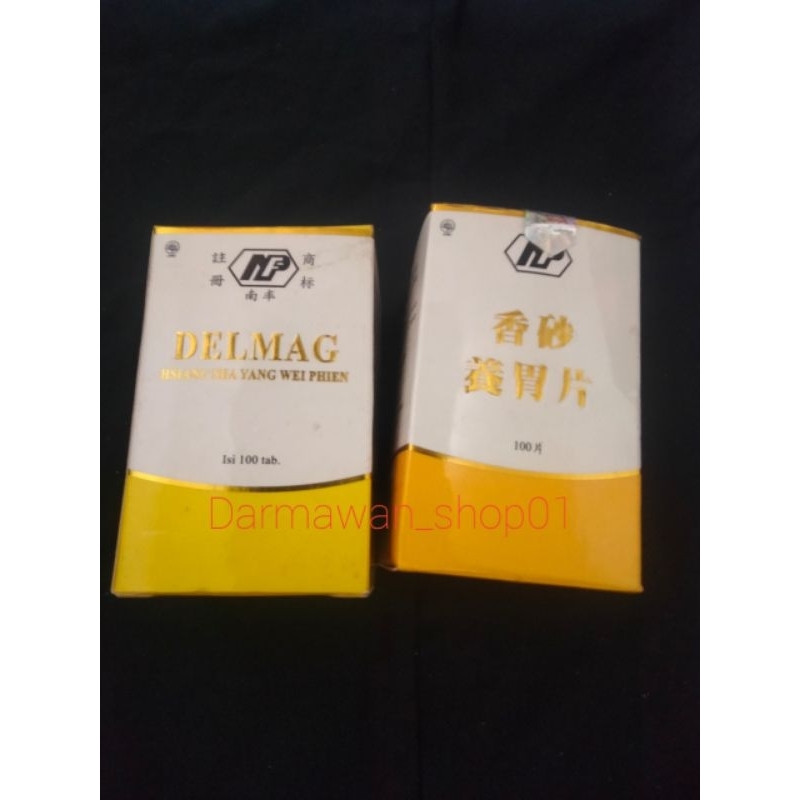 註 商
冊 标
南丰
DELMAG
HSIANG SHA YANG WEI PHIEN
Isi 100 tab.
香砂
養胃片
100片
Darmawan_shop01